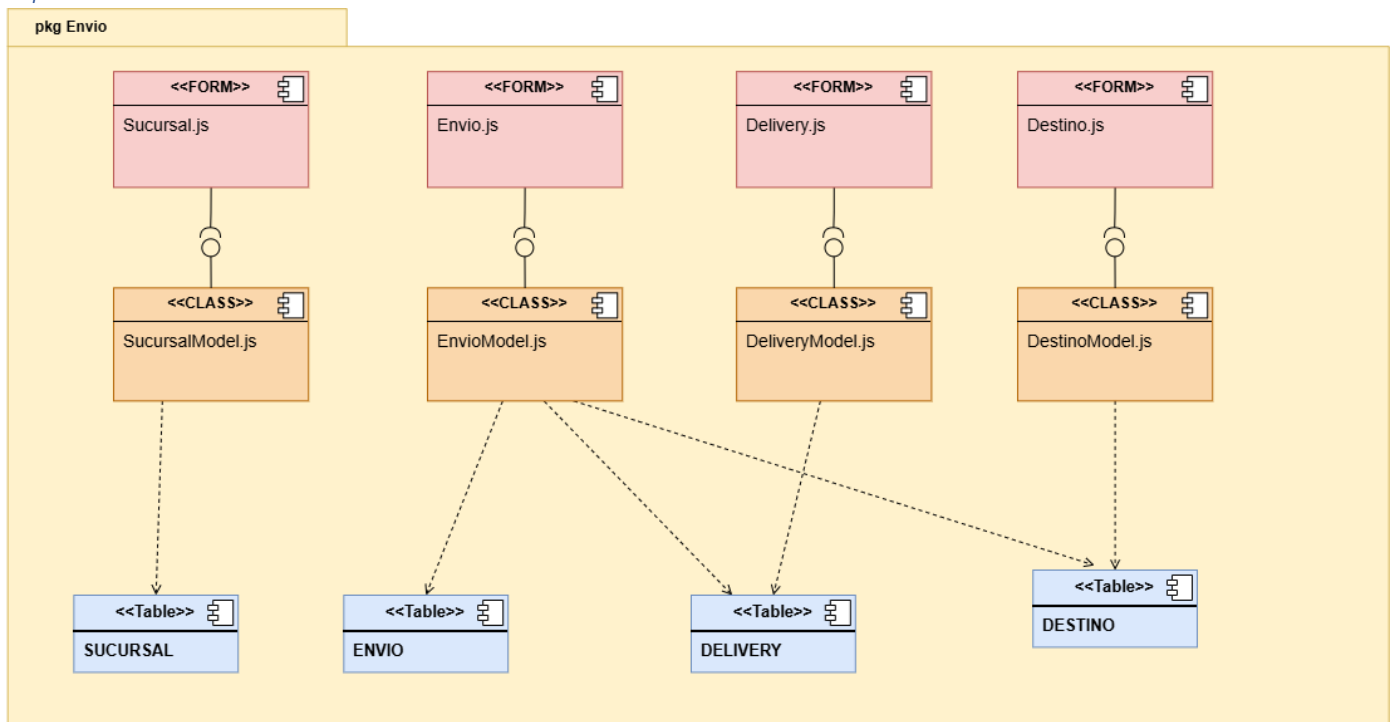 pkg Envio
<<FORM>>
Sucursal.js
<<FORM>>
Envio.js
<<FORM>>
Delivery.js
<<FORM>>
Destino.js
<<CLASS>>
SucursalModel.js
<<CLASS>>
EnvioModel.js
<<CLASS>>
DeliveryModel.js
<<CLASS>>
DestinoModel.js
<<Table>>
SUCURSAL
<<Table>>
ENVIO
<<Table>>
DELIVERY
<<Table>>
DESTINO